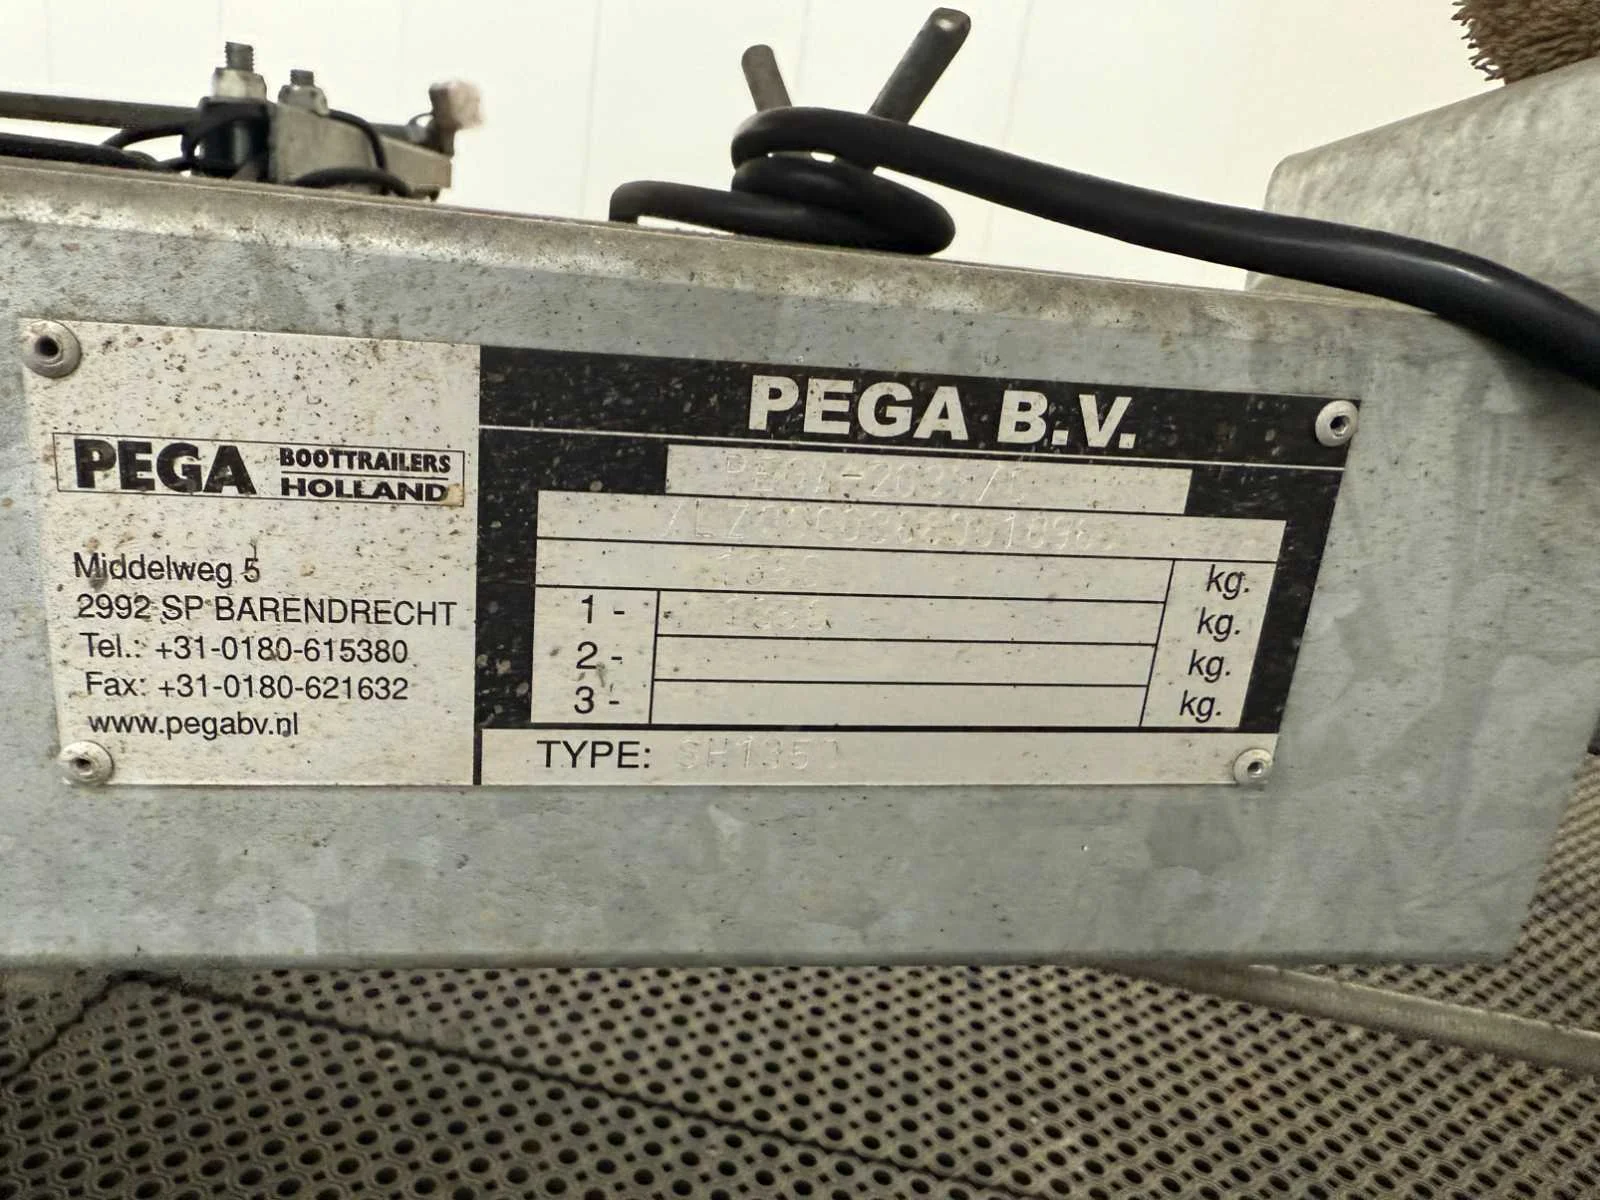 PEGA BOOTTRAILERS
HOLLAND
Middelweg 5
2992 SP BARENDRECHT
Tel.: +31-0180-615380
Fax: +31-0180-621632
www.pegabv.nl
PEGA B.V.
kg.
1 - kg.
2 - kg.
3 - kg.
TYPE: SH1350